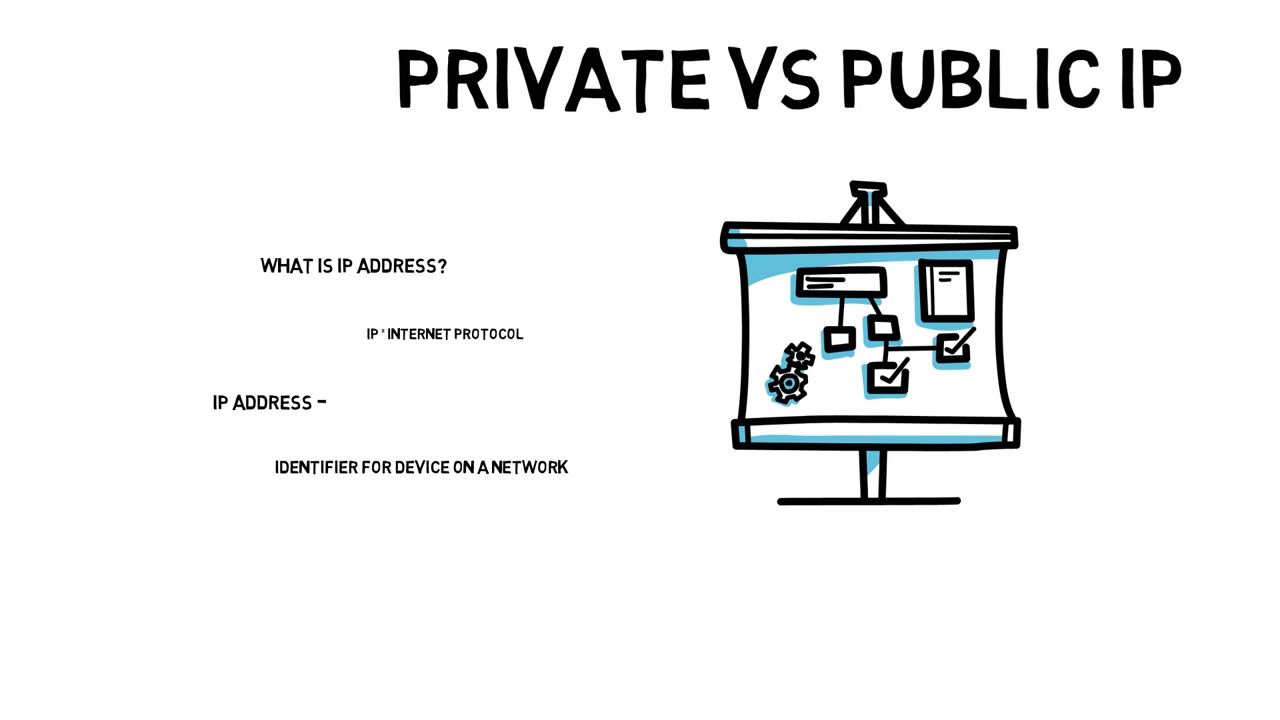 PRIVATE VS PUBLIC IP
WHAT IS IP ADDRESS?
IP = INTERNET PROTOCOL
IP ADDRESS -
IDENTIFIER FOR DEVICE ON A NETWORK